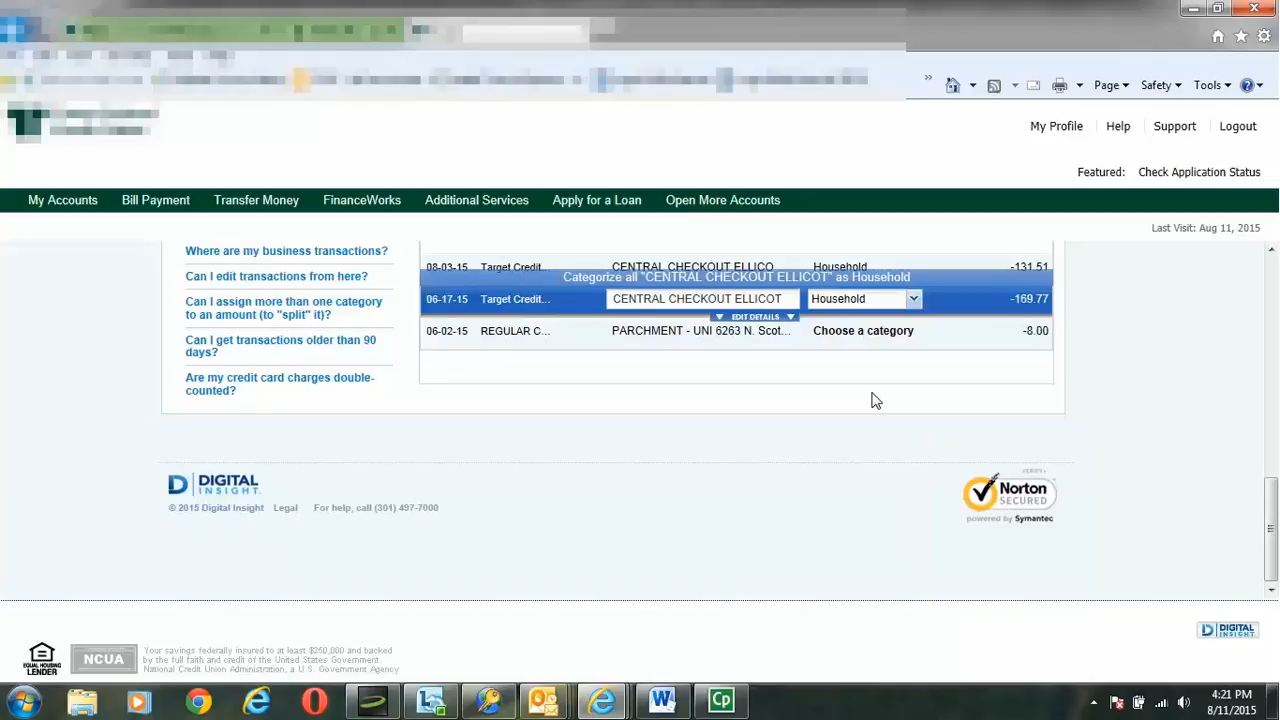 Page Safety Tools
My Profile Help Support Logout
Featured: Check Application Status
My Accounts Bill Payment Transfer Money FinanceWorks Additional Services Apply for a Loan Open More Accounts
Last Visit: Aug 11, 2015
Where are my business transactions?
Can I edit transactions from here?
Can I assign more than one category
to an amount (to "split" it)?
Can I get transactions older than 90
days?
Are my credit card charges double-
counted?
08-03-15 Target Credit... CENTRAL CHECKOUT ELLICO Household -131.51
Categorize all "CENTRAL CHECKOUT ELLICOT" as Household
06-17-15 Target Credit... CENTRAL CHECKOUT ELLICOT Household -169.77
EDIT DETAILS
06-02-15 REGULAR C... PARCHMENT - UNI 6263 N. Scot... Choose a category -8.00
DIGITAL
INSIGHT
© 2015 Digital Insight Legal For help, call (301) 497-7000
Norton
SECURED
powered by Symantec
DIGITAL
INSIGHT
EQUAL HOUSING
LENDER
NCUA
Your savings federally insured to at least $250,000 and backed
by the full faith and credit of the United States Government.
National Credit Union Administration, a U.S. Government Agency
4:21 PM
8/11/2015